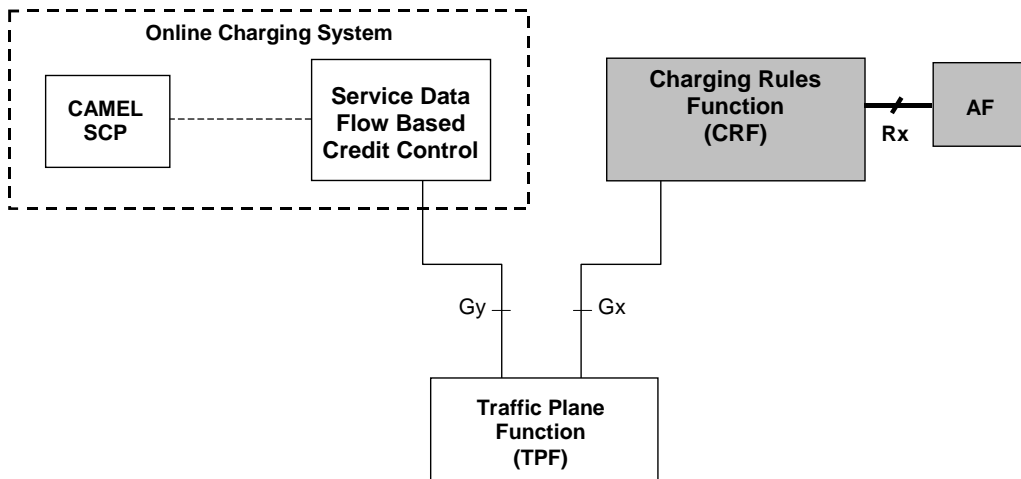 Online Charging System
CAMEL
SCP
Service Data
Flow Based
Credit Control
Charging Rules
Function
(CRF)
AF
Rx
Gy
Gx
Traffic Plane
Function
(TPF)